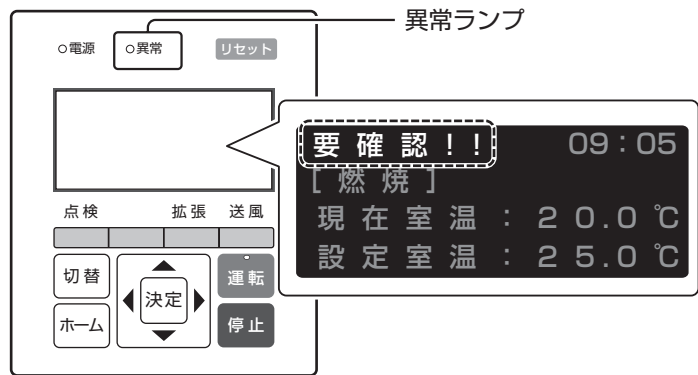 異常ランプ
○電源 ○異常 リセット
要確認!! 09:05
[燃焼]
現在室温:20.0℃
設定室温:25.0℃
点検 拡張 送風
切替 運転
決定
ホーム 停止